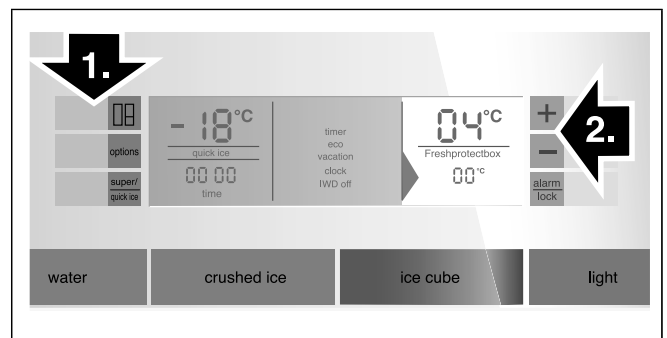 1.
options
super/
quick ice
- 18°C
quick ice
00 00
time
timer
eco
vacation
clock
IWD off
04°C
Freshprotectbox
00°C
+
-
alarm
lock
2.
water
crushed ice
ice cube
light